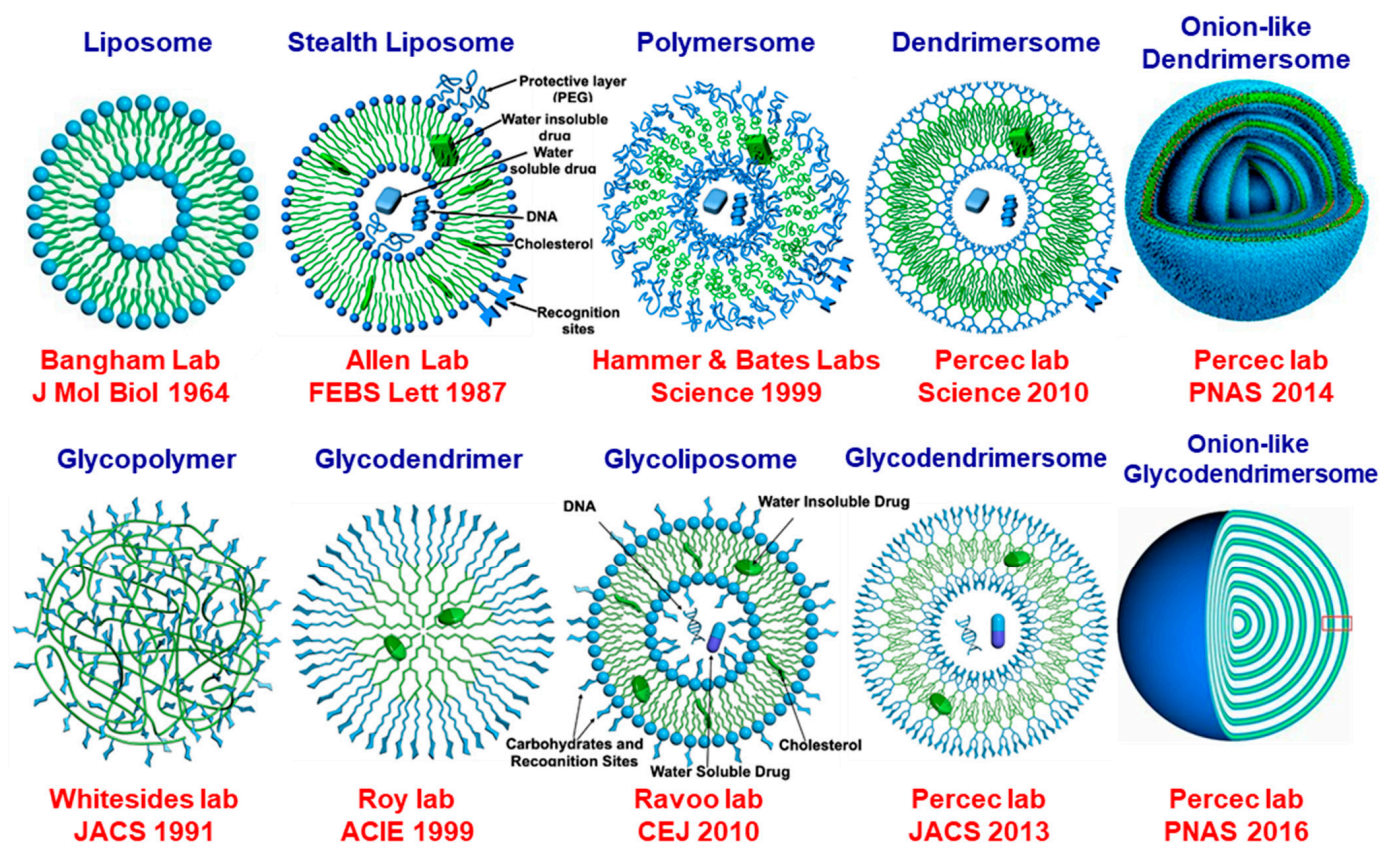 Liposome
Stealth Liposome
Polymersome
Dendrimersome
Onion-like
Dendrimersome
Protective layer
(PEG)
Water insoluble
drug
Water
soluble drug
DNA
Cholesterol
Recognition
sites
Bangham Lab
J Mol Biol 1964
Allen Lab
FEBS Lett 1987
Hammer & Bates Labs
Science 1999
Percec lab
Science 2010
Percec lab
PNAS 2014
Glycopolymer
Glycodendrimer
Glycoliposome
Glycodendrimersome
Onion-like
Glycodendrimersome
DNA
Water Insoluble Drug
Carbohydrates and
Recognition Sites
Cholesterol
Water Soluble Drug
Whitesides lab
JACS 1991
Roy lab
ACIE 1999
Ravoo lab
CEJ 2010
Percec lab
JACS 2013
Percec lab
PNAS 2016